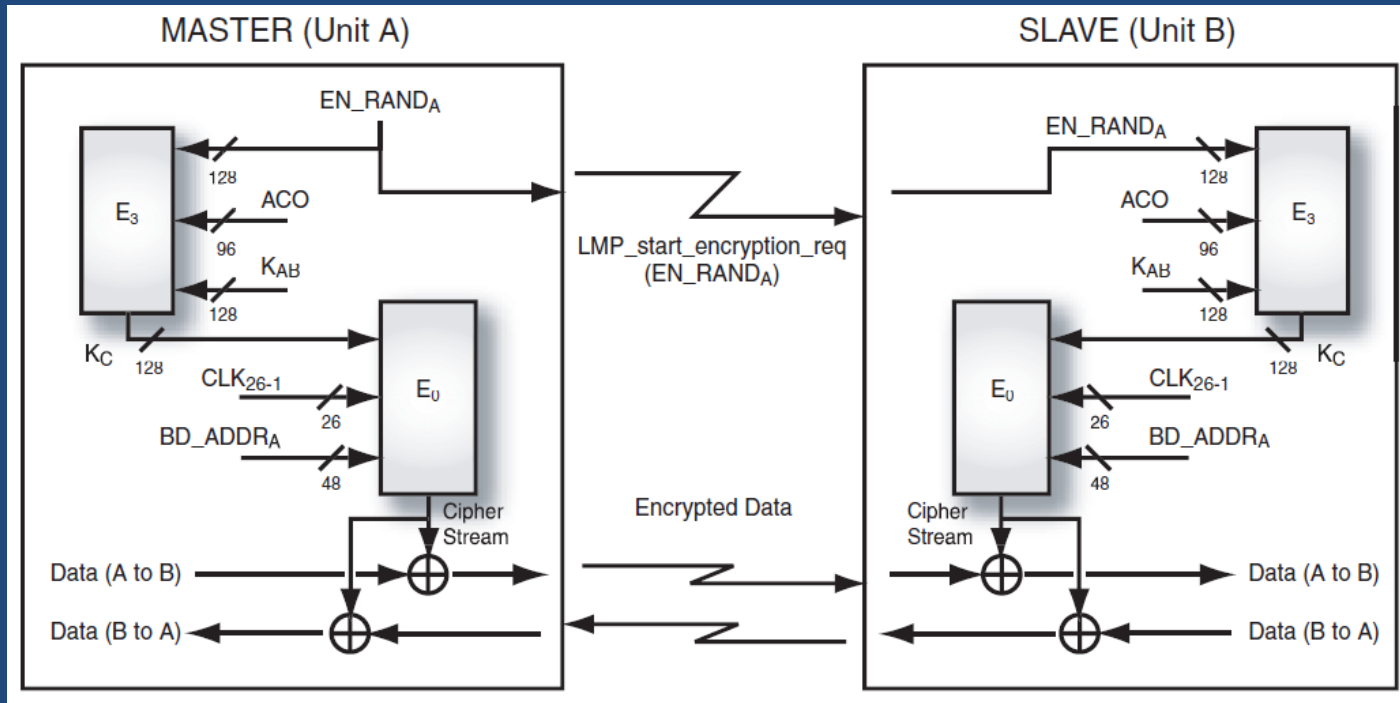 MASTER (Unit A)
EN_RANDA
128
E3
ACO
96
KAB
128
KC
128
CLK26-1
26
E0
BD_ADDRA
48
Cipher
Stream
Data (A to B)
Data (B to A)
LMP_start_encryption_req
(EN_RANDA)
Encrypted Data
SLAVE (Unit B)
EN_RANDA
128
ACO
E3
96
KAB
128
128
KC
E0
CLK26-1
26
BD_ADDRA
48
Cipher
Stream
Data (A to B)
Data (B to A)